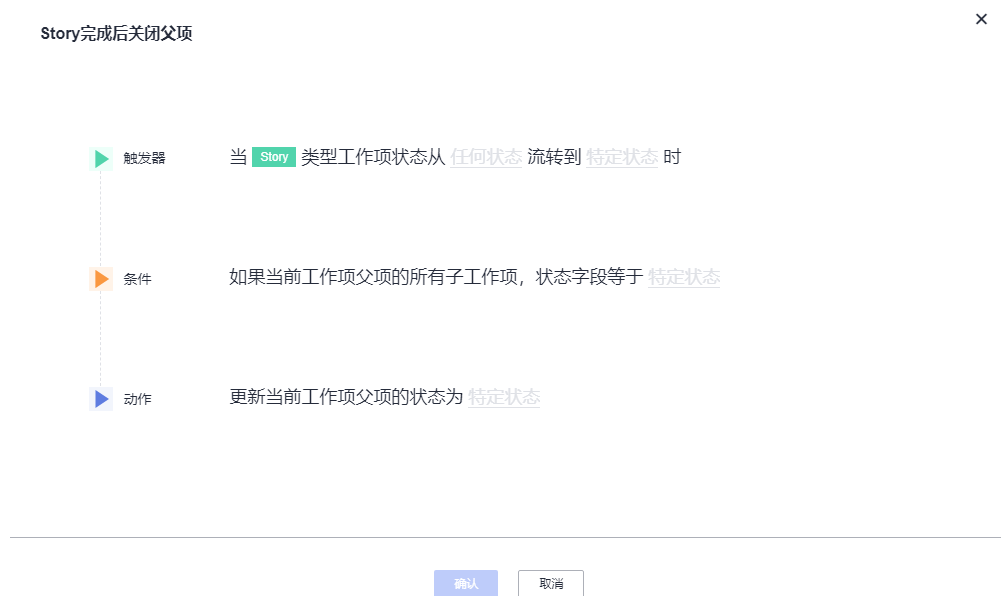 Story完成后关闭父项
触发器 当 Story 类型工作项状态从 任何状态 流转到 特定状态 时
条件 如果当前工作项父项的所有子工作项，状态字段等于 特定状态
动作 更新当前工作项父项的状态为 特定状态
确认 取消